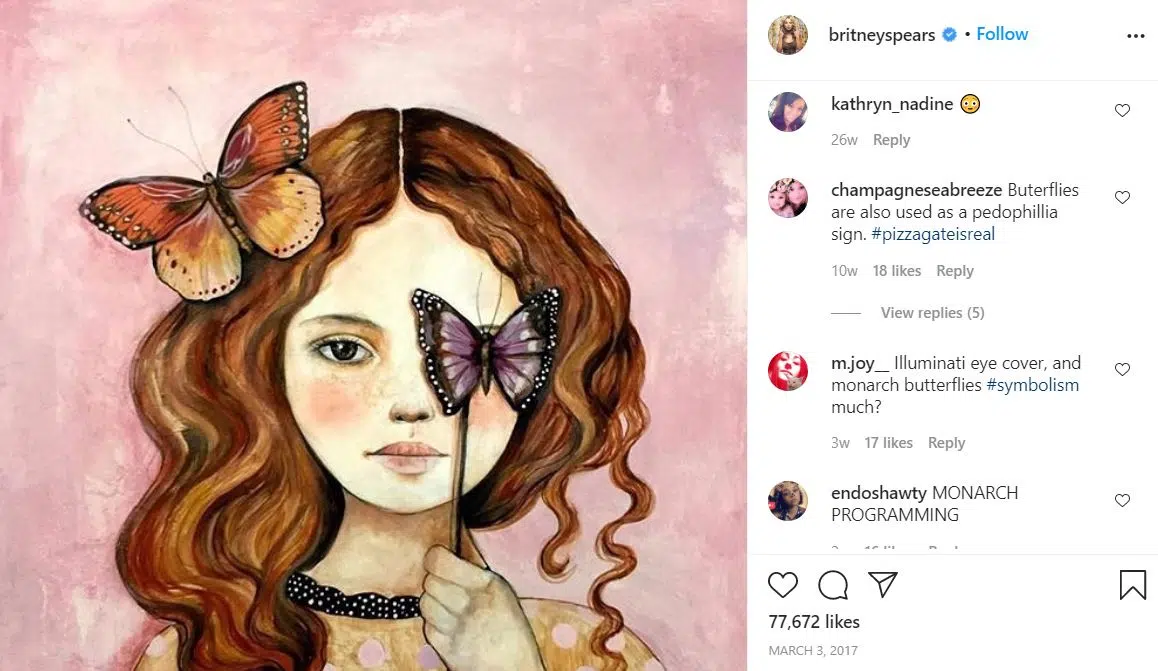 britneyspears • Follow
kathryn_nadine 😳
26w Reply
champagneseabreeze Buterflies
are also used as a pedophillia
sign. #pizzagateisreal
10w 18 likes Reply
View replies (5)
m.joy__ Illuminati eye cover, and
monarch butterflies #symbolism
much?
3w 17 likes Reply
endoshawty MONARCH
PROGRAMMING
77,672 likes
MARCH 3, 2017